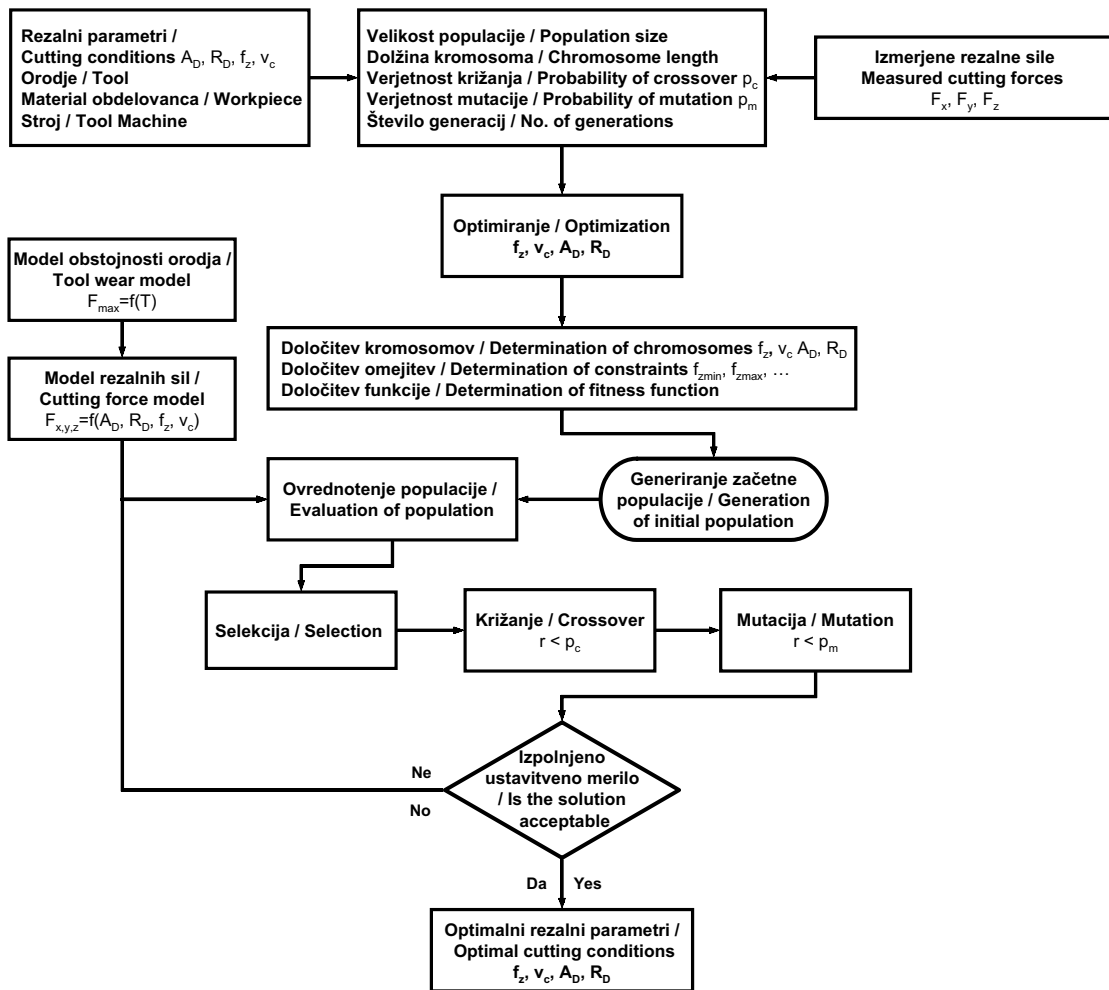 Rezalni parametri /
Cutting conditions A_D, R_D, f_z, v_c
Orodje / Tool
Material obdelovanca / Workpiece
Stroj / Tool Machine
Velikost populacije / Population size
Dolžina kromosoma / Chromosome length
Verjetnost križanja / Probability of crossover p_c
Verjetnost mutacije / Probability of mutation p_m
Število generacij / No. of generations
Izmerjene rezalne sile
Measured cutting forces
F_x, F_y, F_z
Optimiranje / Optimization
f_z, v_c, A_D, R_D
Model obstojnosti orodja /
Tool wear model
F_max=f(T)
Določitev kromosomov / Determination of chromosomes f_z, v_c A_D, R_D
Določitev omejitev / Determination of constraints f_zmin, f_zmax, …
Določitev funkcije / Determination of fitness function
Model rezalnih sil /
Cutting force model
F_x,y,z=f(A_D, R_D, f_z, v_c)
Ovrednotenje populacije /
Evaluation of population
Generiranje začetne
populacije / Generation
of initial population
Selekcija / Selection
Križanje / Crossover
r < p_c
Mutacija / Mutation
r < p_m
Izpolnjeno
ustavitveno merilo
/ Is the solution
acceptable
Ne
No
Da Yes
Optimalni rezalni parametri /
Optimal cutting conditions
f_z, v_c, A_D, R_D